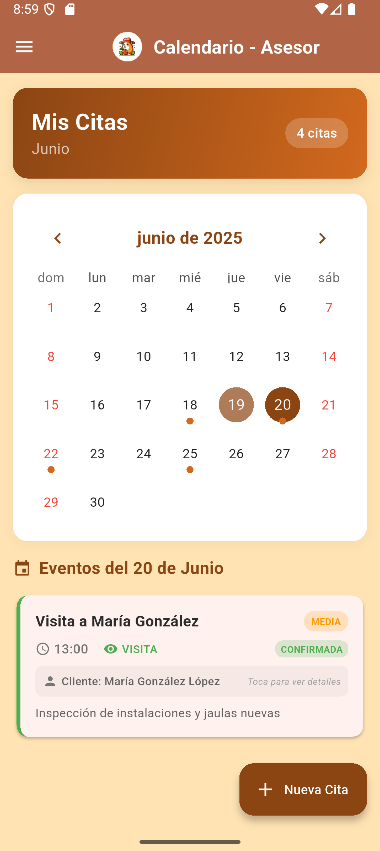 8:59
Calendario - Asesor
Mis Citas
Junio
4 citas
junio de 2025
dom lun mar mié jue vie sáb
1 2 3 4 5 6 7
8 9 10 11 12 13 14
15 16 17 18 19 20 21
22 23 24 25 26 27 28
29 30
Eventos del 20 de Junio
Visita a María González
MEDIA
13:00 VISITA
CONFIRMADA
Cliente: María González López
Toca para ver detalles
Inspección de instalaciones y jaulas nuevas
+ Nueva Cita